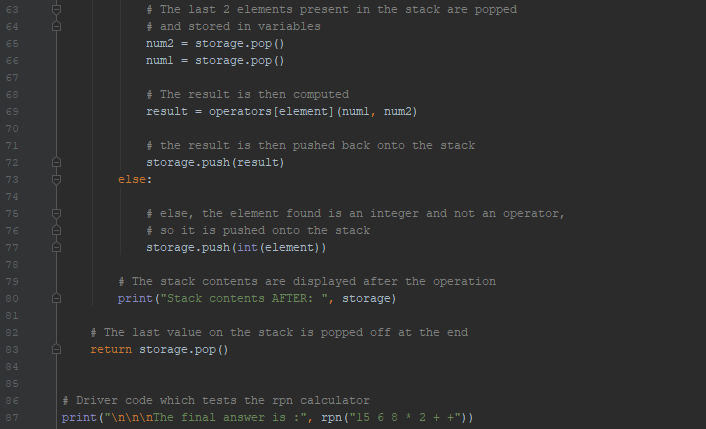 63 # The last 2 elements present in the stack are popped
64 # and stored in variables
65 num2 = storage.pop()
66 num1 = storage.pop()
67
68 # The result is then computed
69 result = operators[element](num1, num2)
70
71 # the result is then pushed back onto the stack
72 storage.push(result)
73 else:
74
75 # else, the element found is an integer and not an operator,
76 # so it is pushed onto the stack
77 storage.push(int(element))
78
79 # The stack contents are displayed after the operation
80 print("Stack contents AFTER: ", storage)
81
82 # The last value on the stack is popped off at the end
83 return storage.pop()
84
85
86 # Driver code which tests the rpn calculator
87 print("\n\n\nThe final answer is :", rpn("15 6 8 * 2 + +"))